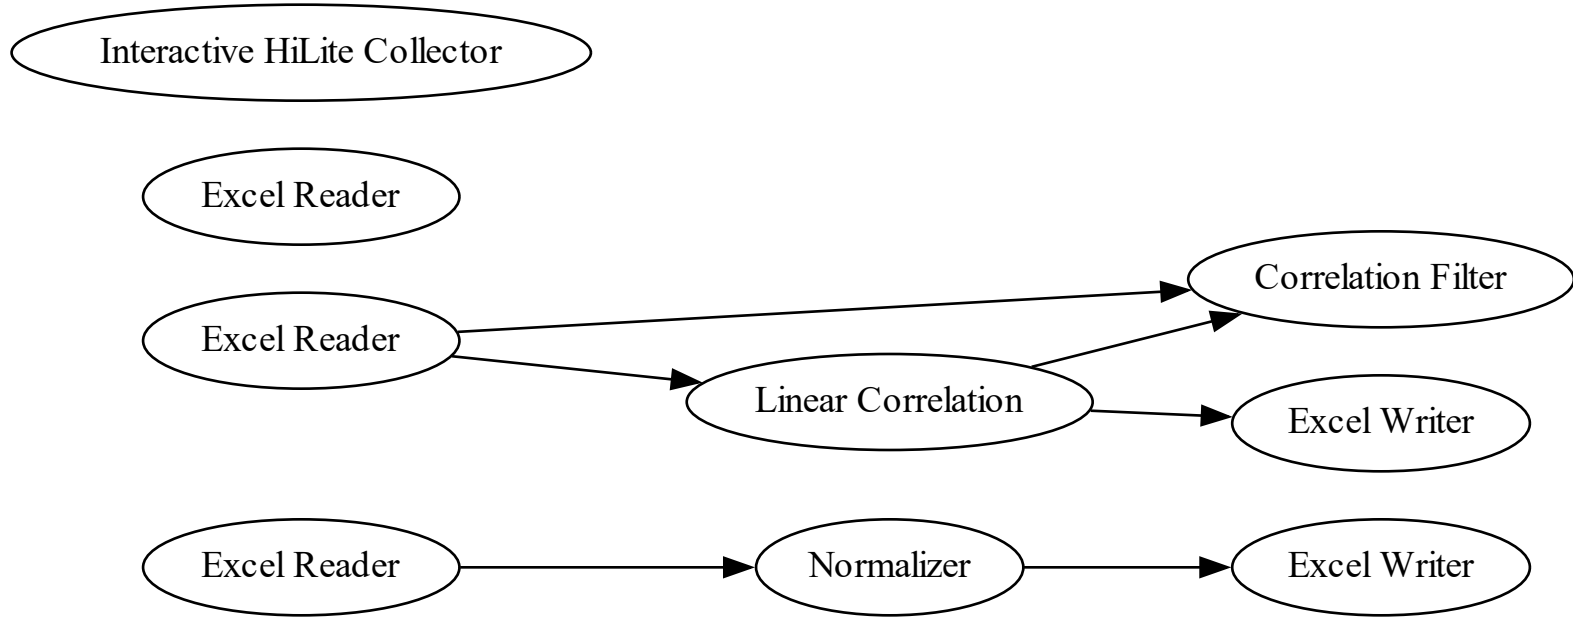 Interactive HiLite Collector
Excel Reader
Excel Reader
Correlation Filter
Linear Correlation
Excel Writer
Excel Reader
Normalizer
Excel Writer